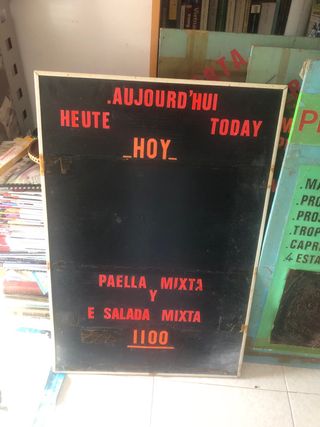 .AUJOURD'HUI
HEUTE TODAY
_HOY_
PAELLA MIXTA
Y
E SALADA MIXTA
1100
.MA
.PRO
.PRO
.TROP
.CAPR
.4 ESTA